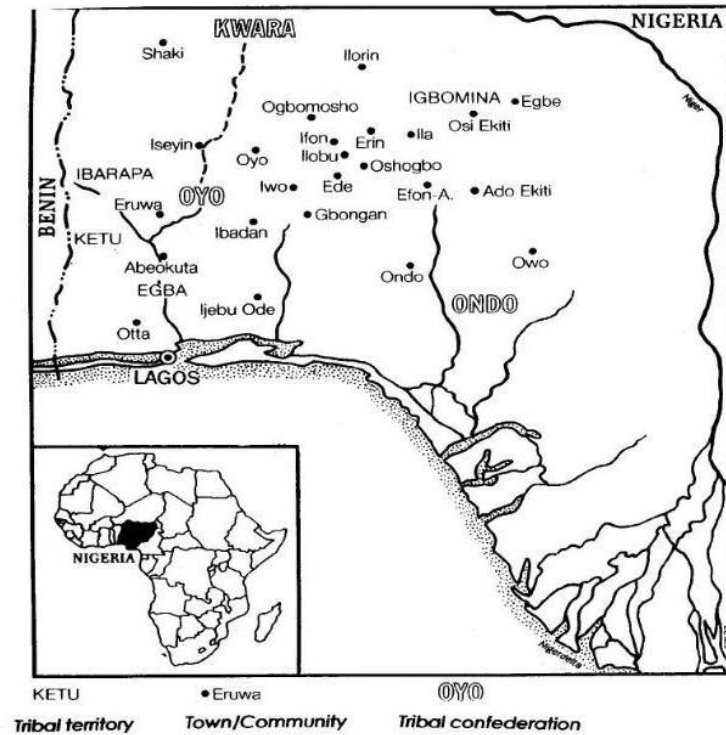 NIGERIA
KWARA
Shaki
Ilorin
Niger
Ogbomosho
IGBOMINA
Egbe
Osi Ekiti
Iseyin
Ifon
Erin
Ila
Oyo
Ilobu
Oshogbo
IBARAPA
OYO
Iwo
Ede
Efon-A.
Ado Ekiti
Eruwa
Gbongan
BENIN
KETU
Ibadan
Abeokuta
Ondo
Owo
EGBA
Ijebu Ode
ONDO
Otta
LAGOS
NIGERIA
Nigerdelta
KETU
Eruwa
OYO
Tribal territory
Town/Community
Tribal confederation